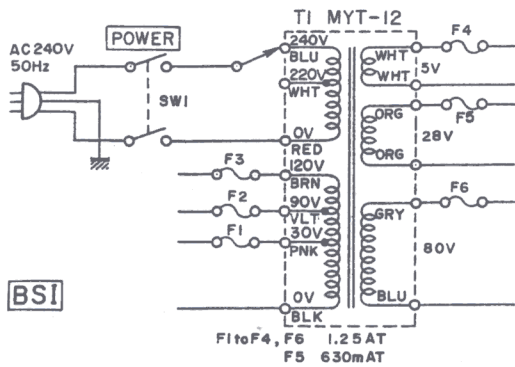 T1 MYT-12
AC 240V
50Hz
POWER
SW1
240V
BLU
220V
WHT
0V
RED
120V
BRN
90V
VLT
30V
PNK
0V
BLK
F3
F2
F1
WHT
WHT
5V
F4
ORG
ORG
28V
F5
GRY
BLU
80V
F6
BSI
F1toF4, F6 1.25AT
F5 630mAT